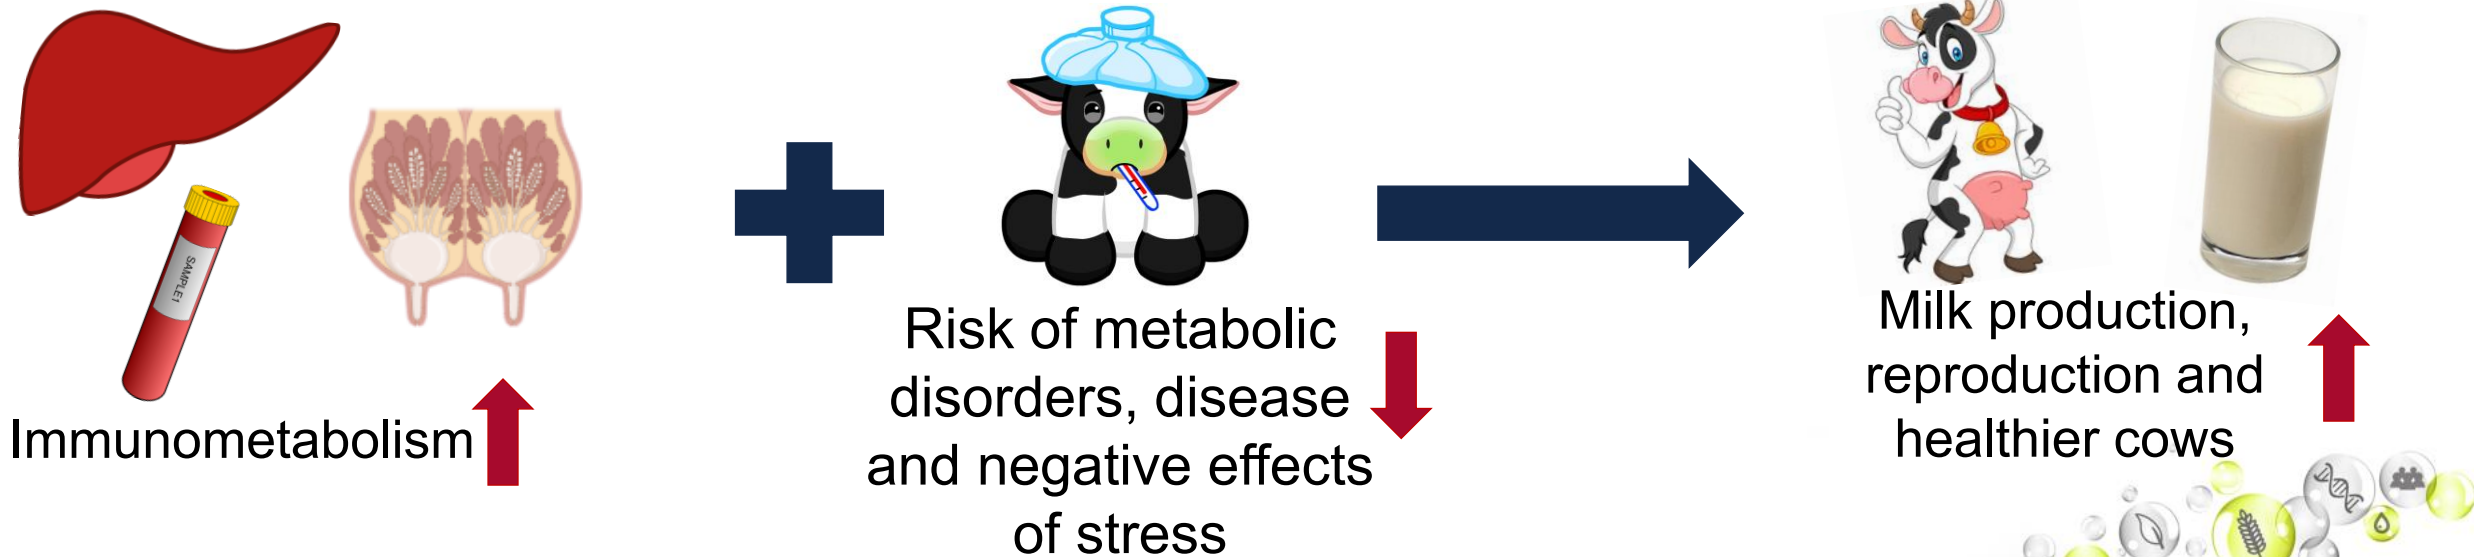 SAMPLE1
Immunometabolism
Risk of metabolic
disorders, disease
and negative effects
of stress
Milk production,
reproduction and
healthier cows